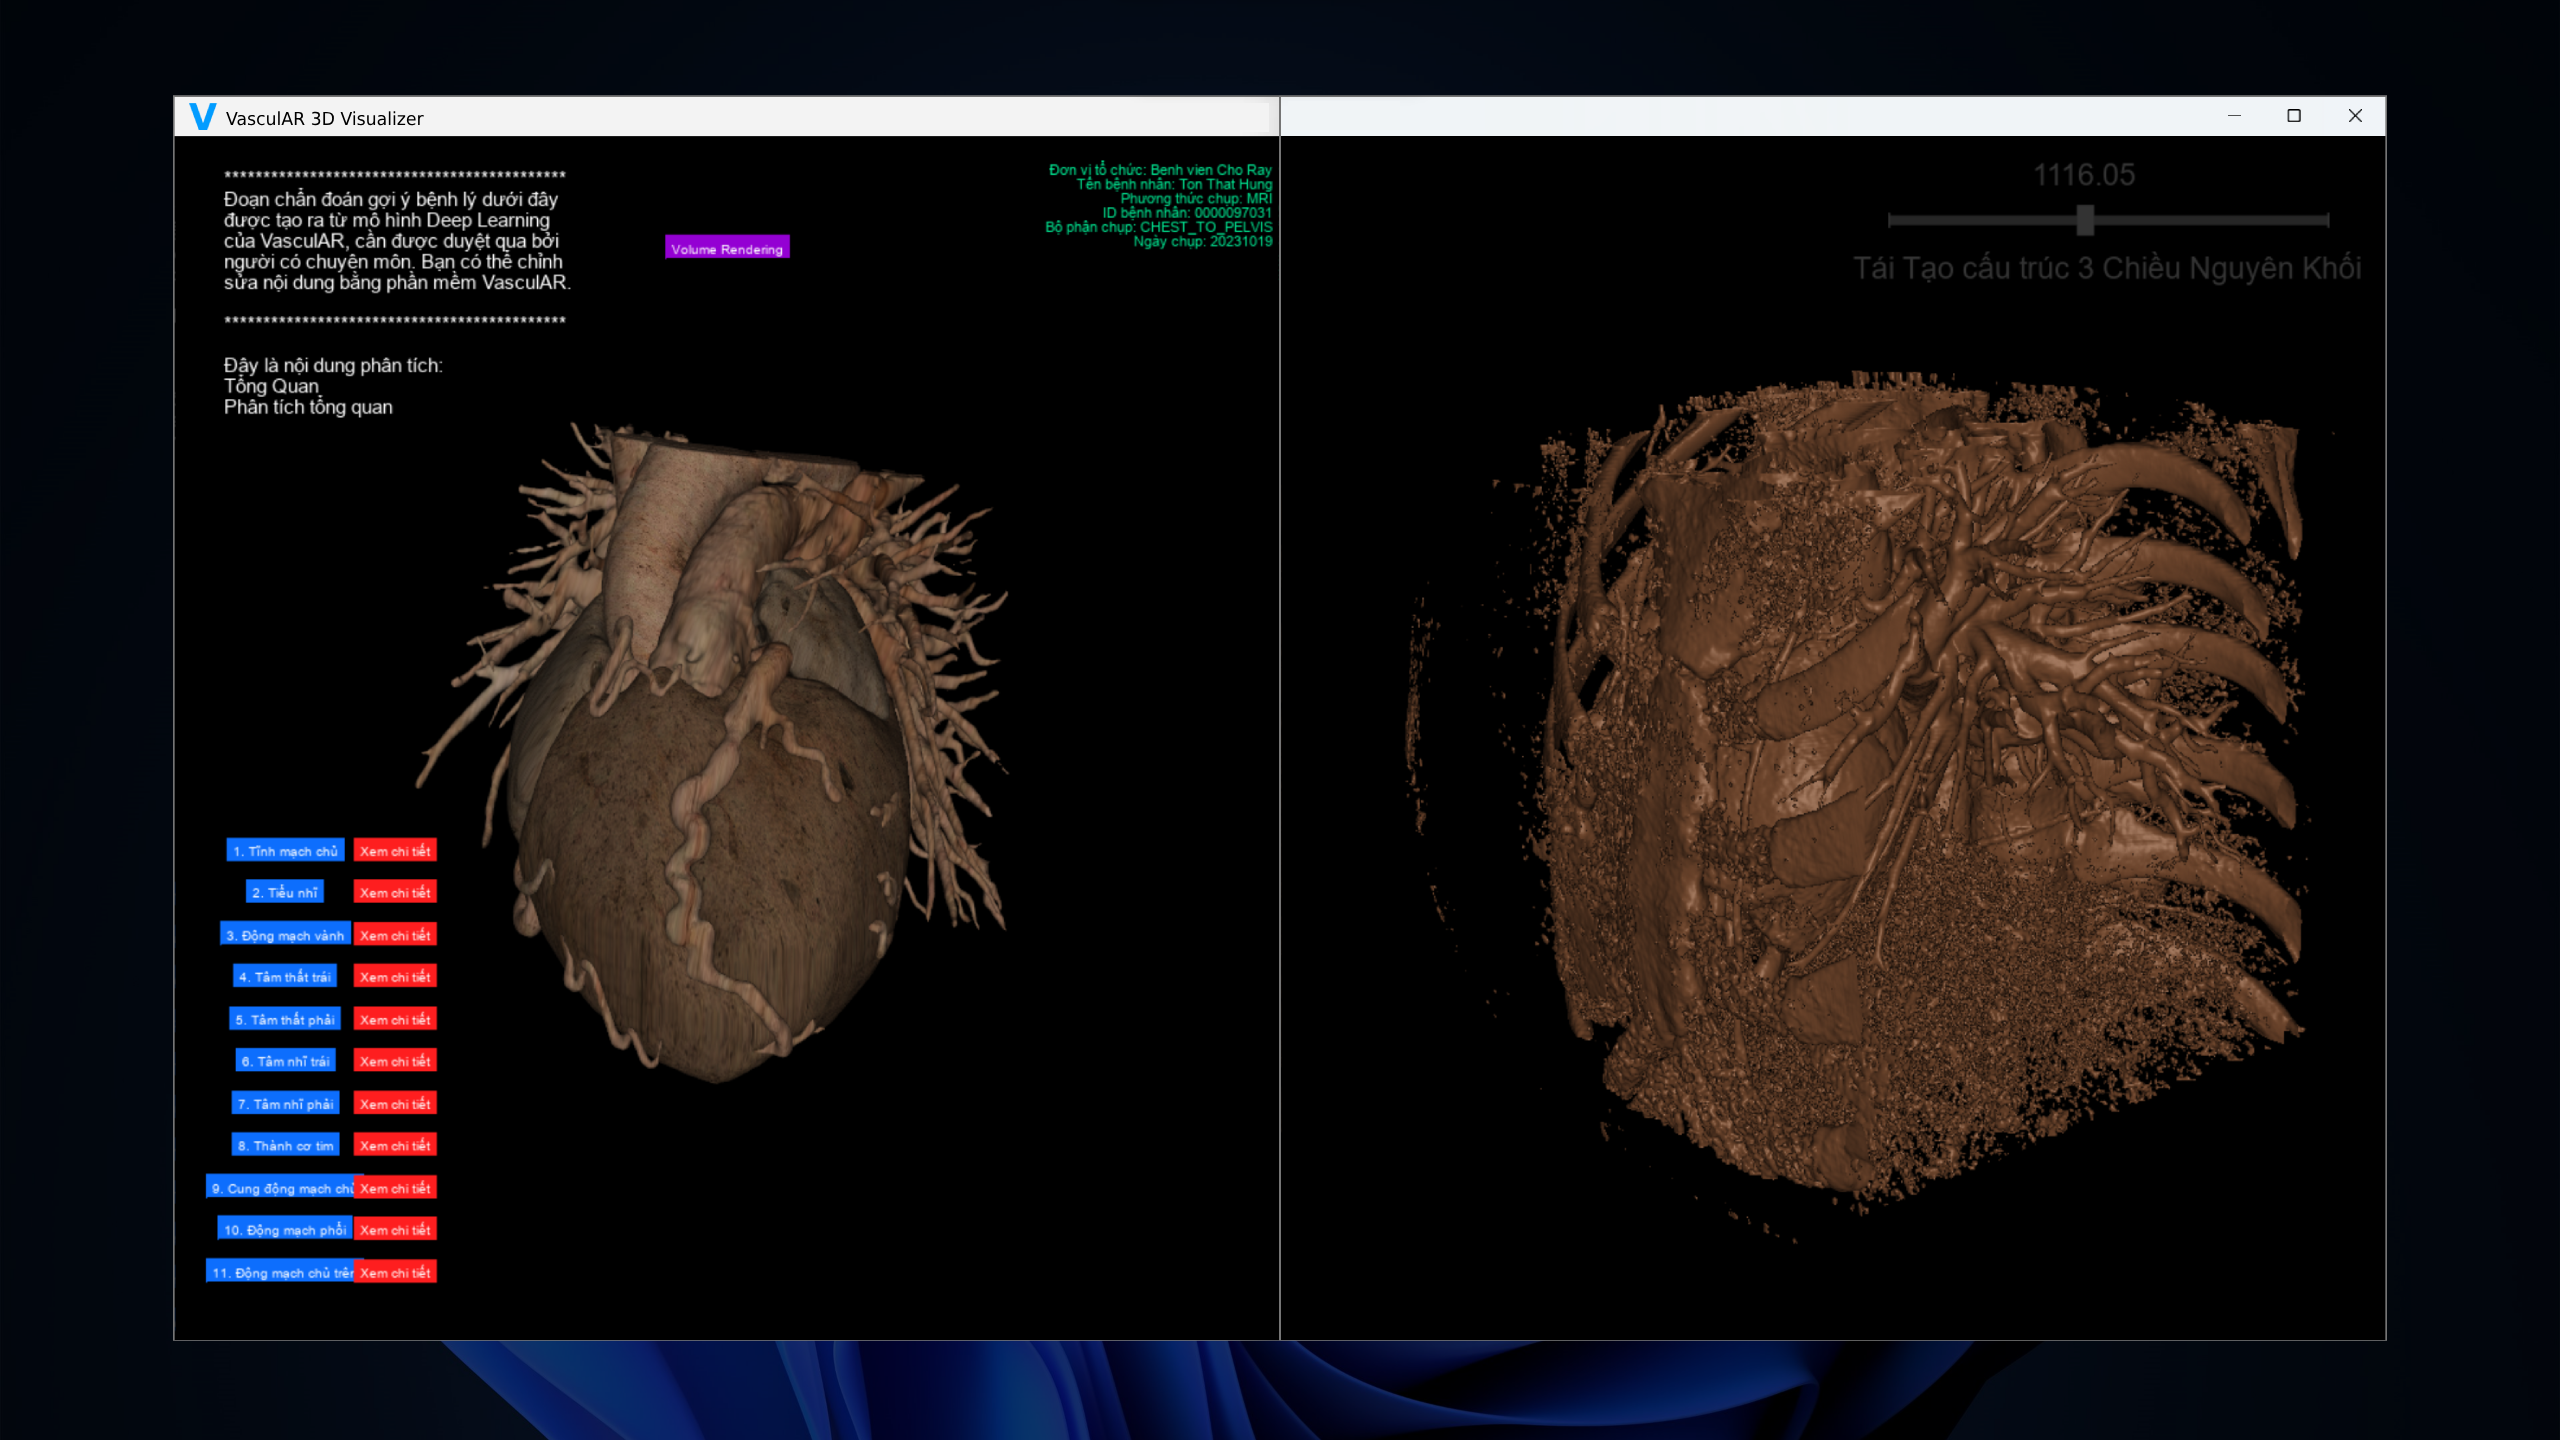 VasculAR 3D Visualizer
********************************************
Đoạn chẩn đoán gợi ý bệnh lý dưới đây
được tạo ra từ mô hình Deep Learning
của VasculAR, cần được duyệt qua bởi
người có chuyên môn. Bạn có thể chỉnh
sửa nội dung bằng phần mềm VasculAR.
********************************************
Đây là nội dung phân tích:
Tổng Quan
Phân tích tổng quan
Volume Rendering
Đơn vị tổ chức: Benh vien Cho Ray
Tên bệnh nhân: Ton That Hung
Phương thức chụp: MRI
ID bệnh nhân: 0000097031
Bộ phận chụp: CHEST_TO_PELVIS
Ngày chụp: 20231019
1. Tĩnh mạch chủ Xem chi tiết
2. Tiểu nhĩ Xem chi tiết
3. Động mạch vành Xem chi tiết
4. Tâm thất trái Xem chi tiết
5. Tâm thất phải Xem chi tiết
6. Tâm nhĩ trái Xem chi tiết
7. Tâm nhĩ phải Xem chi tiết
8. Thành cơ tim Xem chi tiết
9. Cung động mạch chủ Xem chi tiết
10. Động mạch phổi Xem chi tiết
11. Động mạch chủ trên Xem chi tiết
1116.05
Tái Tạo cấu trúc 3 Chiều Nguyên Khối